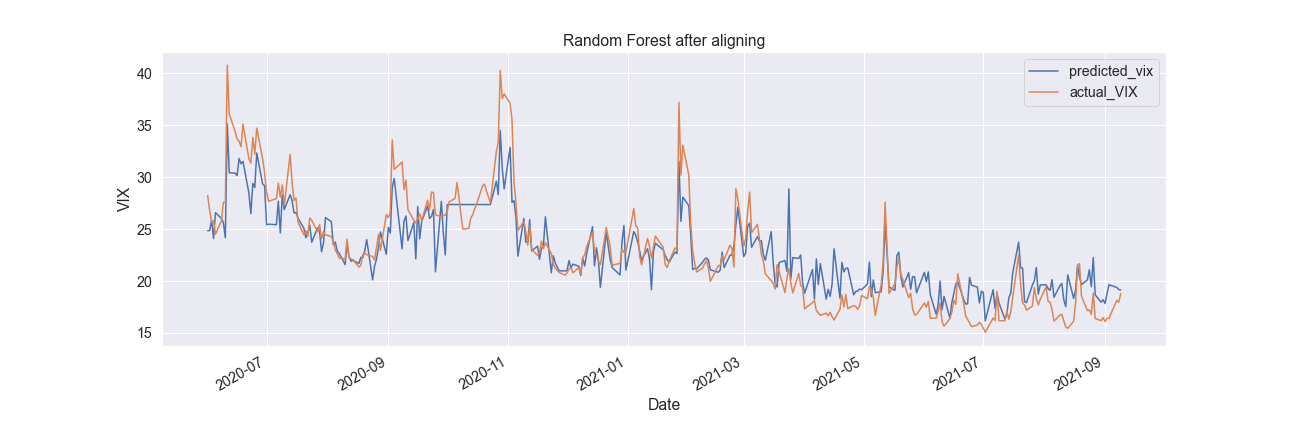 Random Forest after aligning
predicted_vix
actual_VIX
40
35
30
25
20
15
VIX
2020-07
2020-09
2020-11
2021-01
2021-03
2021-05
2021-07
2021-09
Date